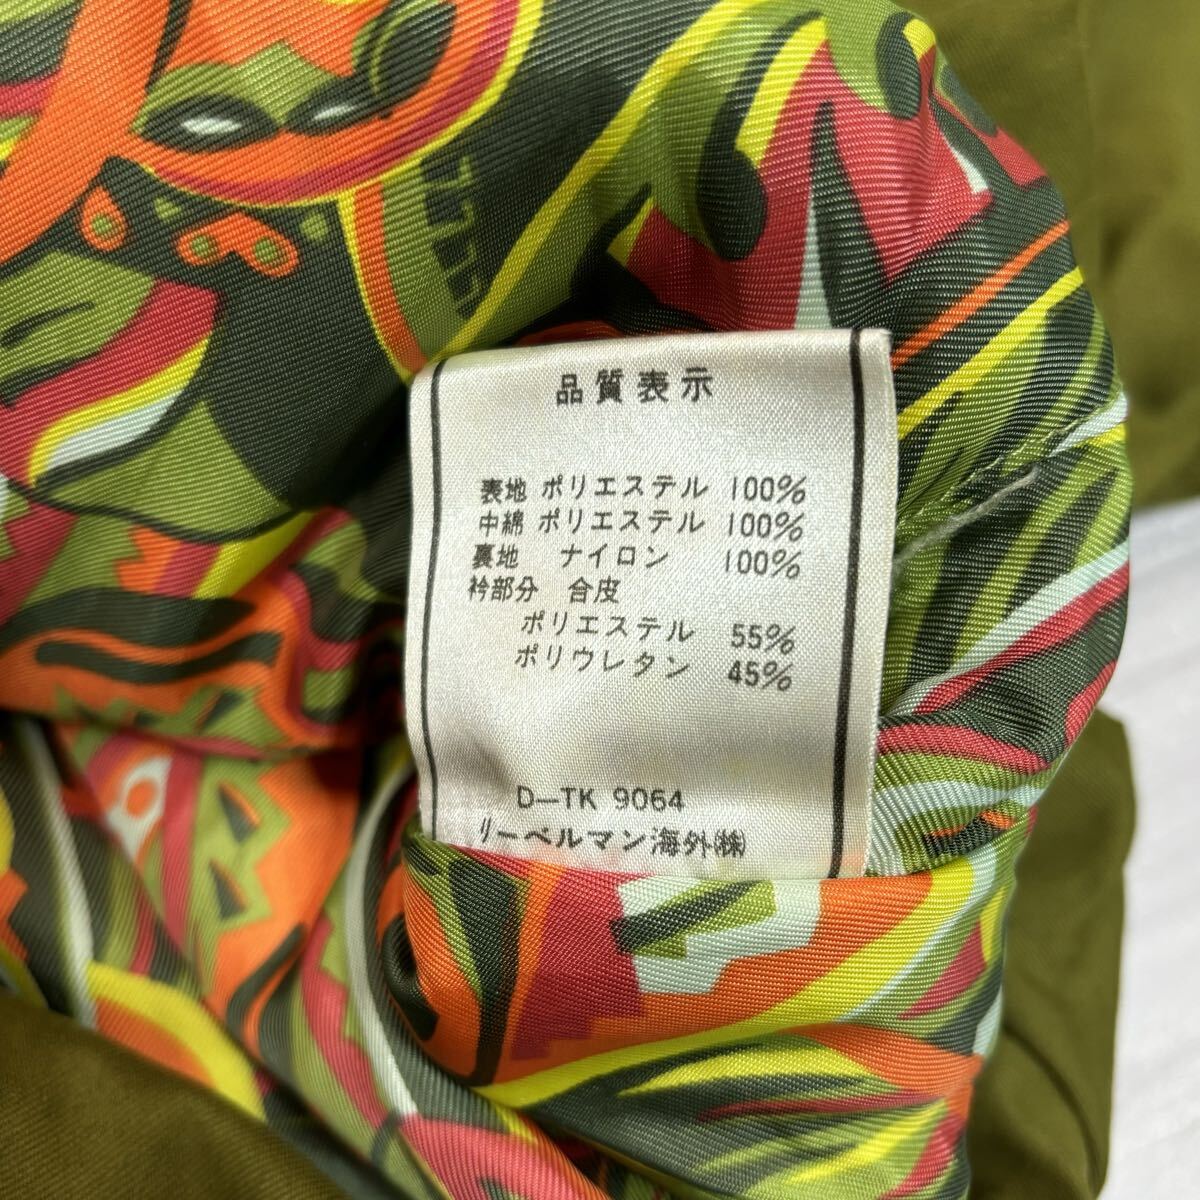 品質表示
表地 ポリエステル 100%
中綿 ポリエステル 100%
裏地 ナイロン 100%
衿部分 合皮
ポリエステル 55%
ポリウレタン 45%
D-TK 9064
リーベルマン海外㈱